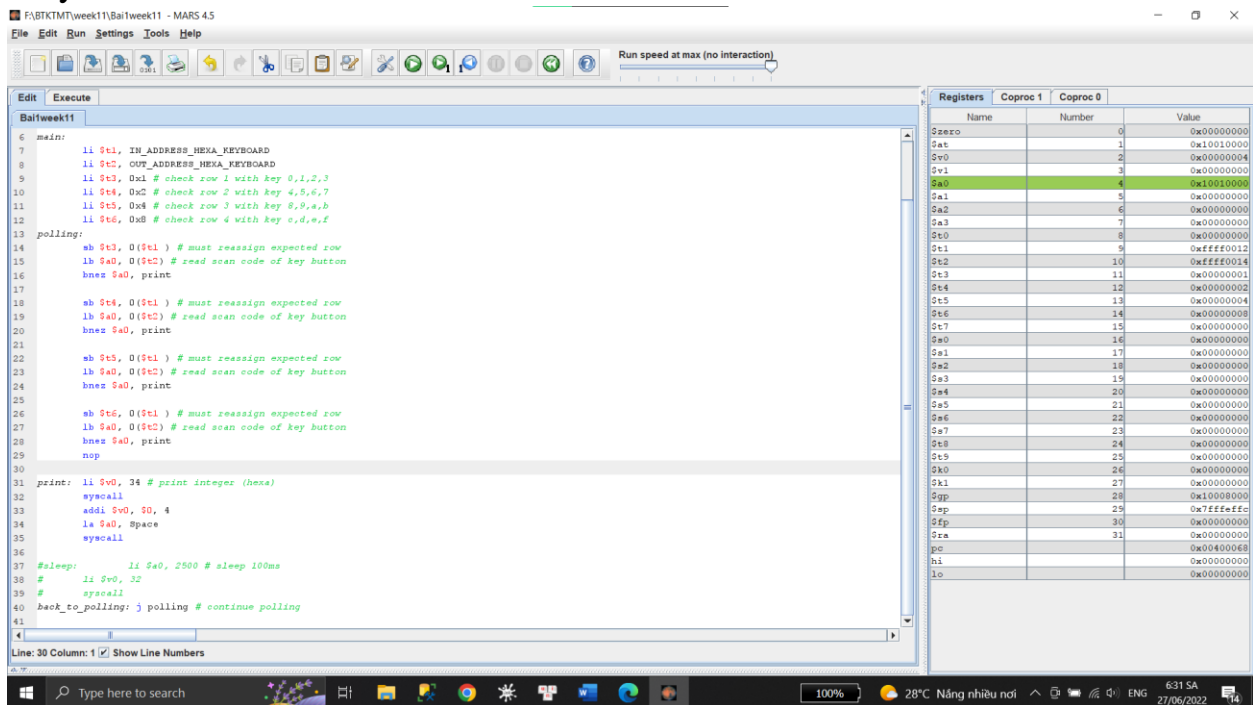 F:\BTKTMT\week11\Bai1week11 - MARS 4.5
File Edit Run Settings Tools Help
Run speed at max (no interaction)
Edit Execute
Bai1week11
6 main:
7 li $t1, IN_ADDRESS_HEXA_KEYBOARD
8 li $t2, OUT_ADDRESS_HEXA_KEYBOARD
9 li $t3, 0x1 # check row 1 with key 0,1,2,3
10 li $t4, 0x2 # check row 2 with key 4,5,6,7
11 li $t5, 0x4 # check row 3 with key 8,9,a,b
12 li $t6, 0x8 # check row 4 with key c,d,e,f
13 polling:
14 sb $t3, 0($t1 ) # must reassign expected row
15 lb $a0, 0($t2) # read scan code of key button
16 bnez $a0, print
17
18 sb $t4, 0($t1 ) # must reassign expected row
19 lb $a0, 0($t2) # read scan code of key button
20 bnez $a0, print
21
22 sb $t5, 0($t1 ) # must reassign expected row
23 lb $a0, 0($t2) # read scan code of key button
24 bnez $a0, print
25
26 sb $t6, 0($t1 ) # must reassign expected row
27 lb $a0, 0($t2) # read scan code of key button
28 bnez $a0, print
29 nop
30
31 print: li $v0, 34 # print integer (hexa)
32 syscall
33 addi $v0, $0, 4
34 la $a0, Space
35 syscall
36
37 #sleep: li $a0, 2500 # sleep 100ms
38 # li $v0, 32
39 # syscall
40 back_to_polling: j polling # continue polling
41
Line: 30 Column: 1 Show Line Numbers
Registers Coproc 1 Coproc 0
Name Number Value
$zero 0 0x00000000
$at 1 0x10010000
$v0 2 0x00000004
$v1 3 0x00000000
$a0 4 0x10010000
$a1 5 0x00000000
$a2 6 0x00000000
$a3 7 0x00000000
$t0 8 0x00000000
$t1 9 0xffff0012
$t2 10 0xffff0014
$t3 11 0x00000001
$t4 12 0x00000002
$t5 13 0x00000004
$t6 14 0x00000008
$t7 15 0x00000000
$s0 16 0x00000000
$s1 17 0x00000000
$s2 18 0x00000000
$s3 19 0x00000000
$s4 20 0x00000000
$s5 21 0x00000000
$s6 22 0x00000000
$s7 23 0x00000000
$t8 24 0x00000000
$t9 25 0x00000000
$k0 26 0x00000000
$k1 27 0x00000000
$gp 28 0x10008000
$sp 29 0x7fffeffc
$fp 30 0x00000000
$ra 31 0x00000000
pc 0x00400068
hi 0x00000000
lo 0x00000000
Type here to search
100%
28°C Nắng nhiều nơi
ENG
6:31 SA
27/06/2022
14